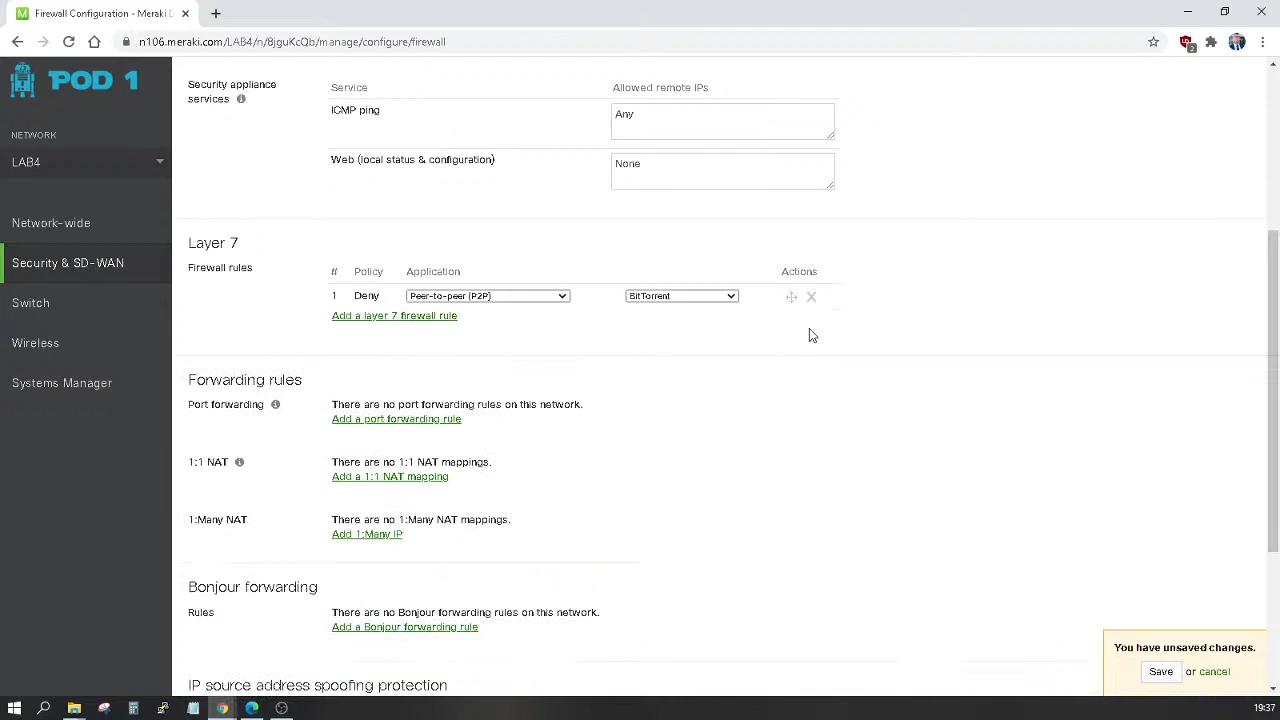 Firewall Configuration - Meraki D
n106.meraki.com/LAB4/n/8jguKcQb/manage/configure/firewall
2
POD 1
NETWORK
LAB4
Network-wide
Security & SD-WAN
Switch
Wireless
Systems Manager
Security appliance
services
Service
Allowed remote IPs
ICMP ping
Any
Web (local status & configuration)
None
Layer 7
Firewall rules
# Policy Application Actions
1 Deny Peer-to-peer (P2P) BitTorrent
Add a layer 7 firewall rule
Forwarding rules
Port forwarding
There are no port forwarding rules on this network.
Add a port forwarding rule
1:1 NAT
There are no 1:1 NAT mappings.
Add a 1:1 NAT mapping
1:Many NAT
There are no 1:Many NAT mappings.
Add 1:Many IP
Bonjour forwarding
Rules
There are no Bonjour forwarding rules on this network.
Add a Bonjour forwarding rule
IP source address spoofing protection
You have unsaved changes.
Save or cancel
19:37